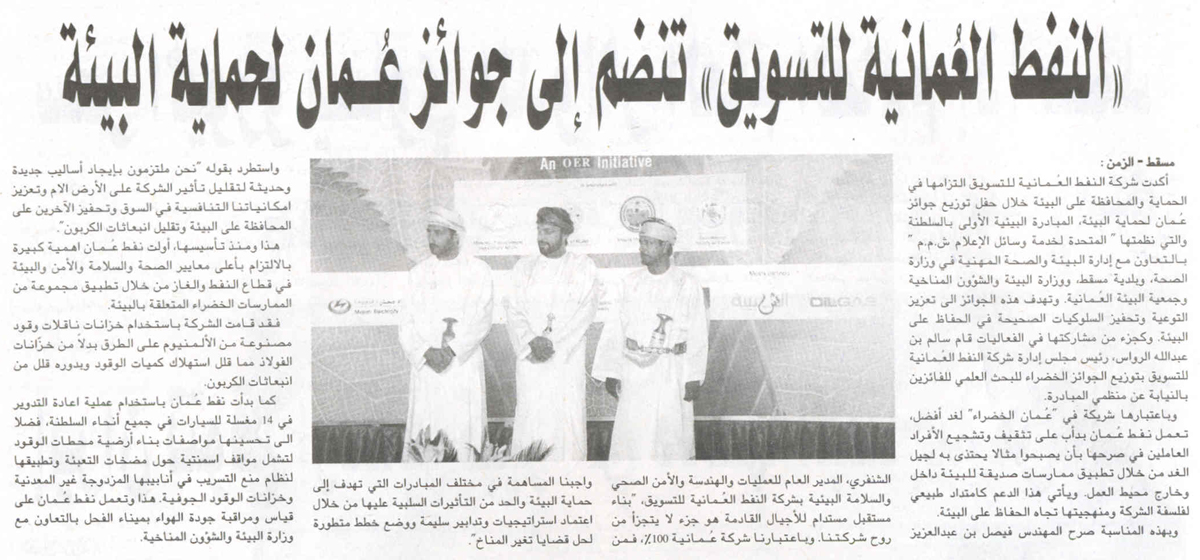 «النفط العُمانية للتسويق» تنضم إلى جوائز عُمان لحماية البيئة
مسقط - الزمن :
أكدت شركة النفط العُمانية للتسويق التزامها في
الحماية والمحافظة على البيئة خلال حفل توزيع جوائز
عُمان لحماية البيئة، المبادرة البيئية الأولى بالسلطنة
والتي نظمتها " المتحدة لخدمة وسائل الإعلام ش.م.م "
بالتعاون مع إدارة البيئة والصحة المهنية في وزارة
الصحة، وبلدية مسقط، ووزارة البيئة والشؤون المناخية
وجمعية البيئة العُمانية. وتهدف هذه الجوائز الى تعزيز
التوعية وتحفيز السلوكيات الصحيحة في الحفاظ على
البيئة. وكجزء من مشاركتها في الفعاليات قام سالم بن
عبدالله الرواس، رئيس مجلس إدارة شركة النفط العُمانية
للتسويق بتوزيع الجوائز الخضراء للبحث العلمي للفائزين
بالنيابة عن منظمي المبادرة.
وباعتبارها شريكة في "عُمان الخضراء" لغد أفضل،
تعمل نفط عُمان بدأب على تثقيف وتشجيع الأفراد
العاملين في صرحها بأن يصبحوا مثالا يحتذى به لجيل
الغد من خلال تطبيق ممارسات صديقة للبيئة داخل
وخارج محيط العمل. ويأتي هذا الدعم كامتداد طبيعي
لفلسفة الشركة ومنهجيتها تجاه الحفاظ على البيئة.
وبهذه المناسبة صرح المهندس فيصل بن عبدالعزيز
An OER Initiative
OILGAS
الشنفري، المدير العام للعمليات والهندسة والأمن الصحي
والسلامة البيئية بشركة النفط العُمانية للتسويق، "بناء
مستقبل مستدام للأجيال القادمة هو جزء لا يتجزأ من
روح شركتنا. وباعتبارنا شركة عُمانية 100٪، فمن
واجبنا المساهمة في مختلف المبادرات التي تهدف إلى
حماية البيئة والحد من التأثيرات السلبية عليها من خلال
اعتماد استراتيجيات وتدابير سليمة ووضع خطط متطورة
لحل قضايا تغير المناخ".
واستطرد بقوله "نحن ملتزمون بإيجاد أساليب جديدة
وحديثة لتقليل تأثير الشركة على الأرض الام وتعزيز
امكانياتنا التنافسية في السوق وتحفيز الآخرين على
المحافظة على البيئة وتقليل انبعاثات الكربون".
هذا ومنذ تأسيسها، أولت نفط عُمان اهمية كبيرة
بالالتزام بأعلى معايير الصحة والسلامة والأمن والبيئة
في قطاع النفط والغاز من خلال تطبيق مجموعة من
الممارسات الخضراء المتعلقة بالبيئة.
فقد قامت الشركة باستخدام خزانات ناقلات وقود
مصنوعة من الألمنيوم على الطرق بدلاً من خزّانات
الفولاذ مما قلل استهلاك كميات الوقود وبدوره قلل من
انبعاثات الكربون.
كما بدأت نفط عُمان باستخدام عملية اعادة التدوير
في 14 مغسلة للسيارات في جميع أنحاء السلطنة، فضلا
الى تحسينها مواصفات بناء أرضية محطات الوقود
لتشمل مواقف اسمنتية حول مضخات التعبئة وتطبيقها
لنظام منع التسريب في أنابيبها المزدوجة غير المعدنية
وخزانات الوقود الجوفية. هذا وتعمل نفط عُمان على
قياس ومراقبة جودة الهواء بميناء الفحل بالتعاون مع
وزارة البيئة والشؤون المناخية.